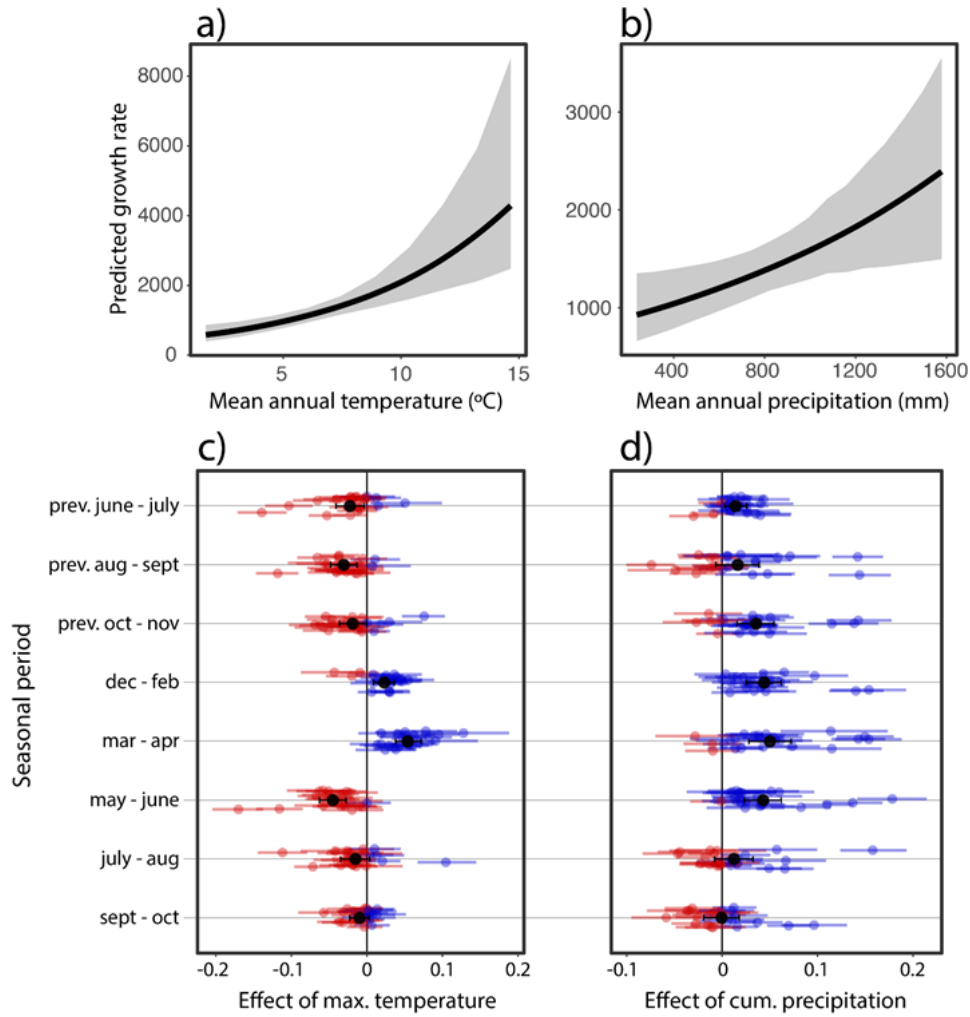 a)
b)
Predicted growth rate
8000
6000
4000
2000
0
3000
2000
1000
5
10
15
400
800
1200
1600
Mean annual temperature (ºC)
Mean annual precipitation (mm)
c)
d)
Seasonal period
prev. june - july
prev. aug - sept
prev. oct - nov
dec - feb
mar - apr
may - june
july - aug
sept - oct
-0.2
-0.1
0
0.1
0.2
-0.1
0
0.1
0.2
Effect of max. temperature
Effect of cum. precipitation